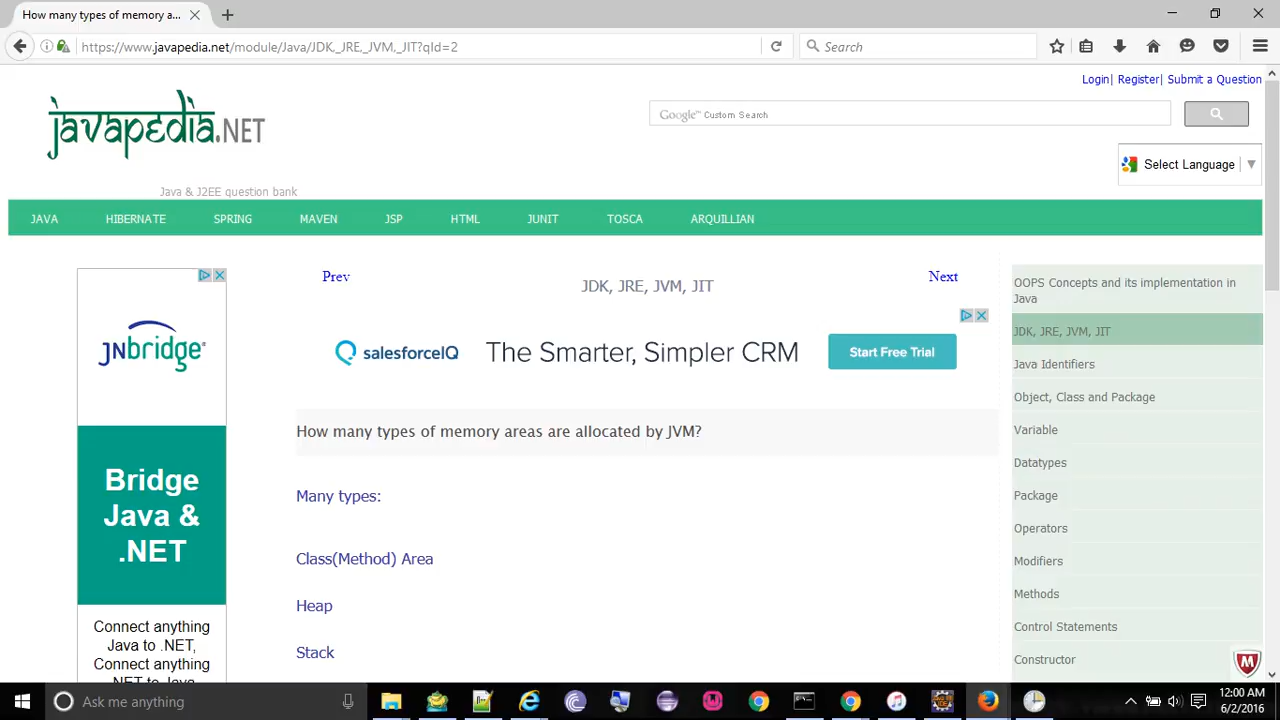 How many types of memory a...
https://www.javapedia.net/module/Java/JDK,_JRE,_JVM,_JIT?qId=2
Search
Login| Register| Submit a Question
javapedia.NET
Google™ Custom Search
Select Language
Java & J2EE question bank
JAVA HIBERNATE SPRING MAVEN JSP HTML JUNIT TOSCA ARQUILLIAN
Prev
JDK, JRE, JVM, JIT
Next
JNbridge
Bridge
Java &
.NET
Connect anything
Java to .NET,
Connect anything
.NET to Java
salesforceIQ The Smarter, Simpler CRM Start Free Trial
How many types of memory areas are allocated by JVM?
Many types:
Class(Method) Area
Heap
Stack
OOPS Concepts and its implementation in
Java
JDK, JRE, JVM, JIT
Java Identifiers
Object, Class and Package
Variable
Datatypes
Package
Operators
Modifiers
Methods
Control Statements
Constructor
Ask me anything
12:00 AM
6/2/2016